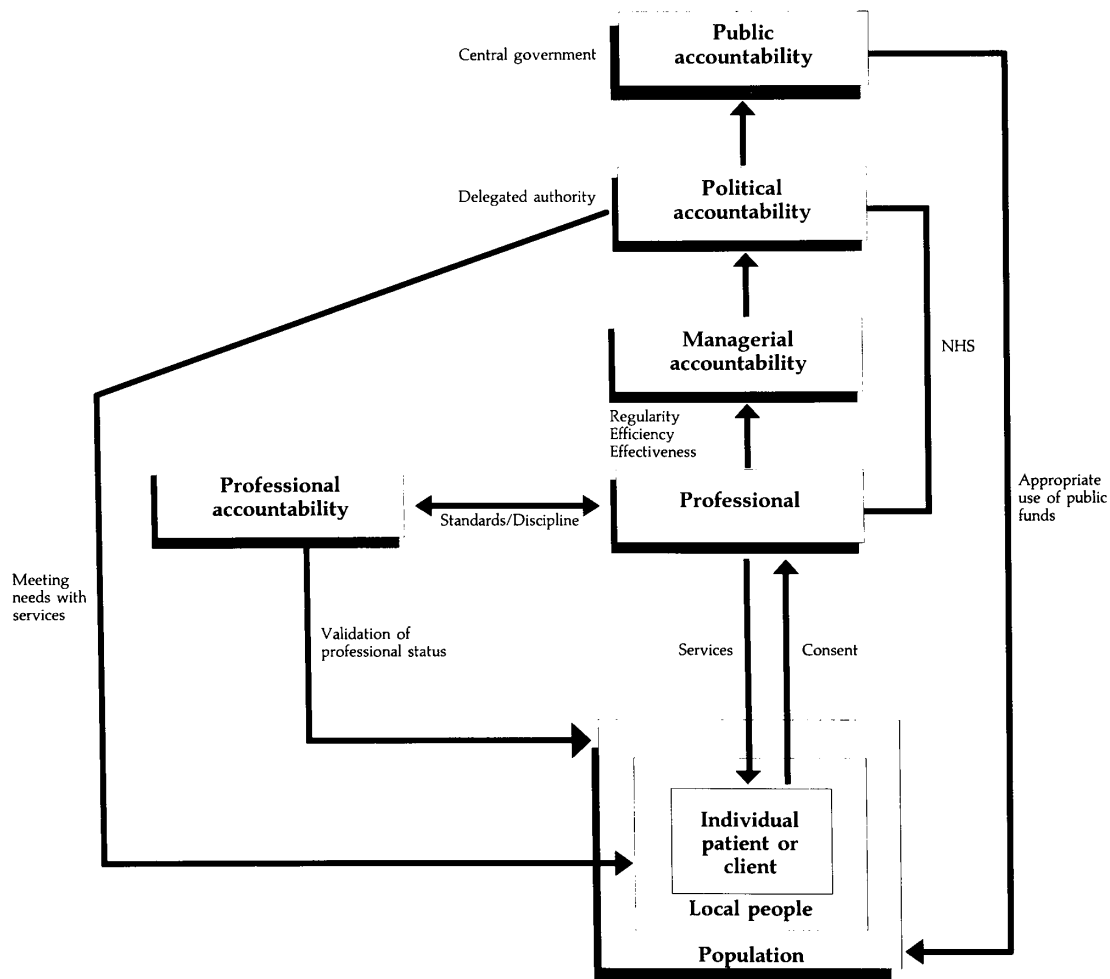 Public
accountability
Central government
Political
accountability
Delegated authority
Managerial
accountability
NHS
Regularity
Efficiency
Effectiveness
Professional
accountability
Standards/Discipline
Professional
Appropriate
use of public
funds
Meeting
needs with
services
Validation of
professional status
Services
Consent
Individual
patient or
client
Local people
Population